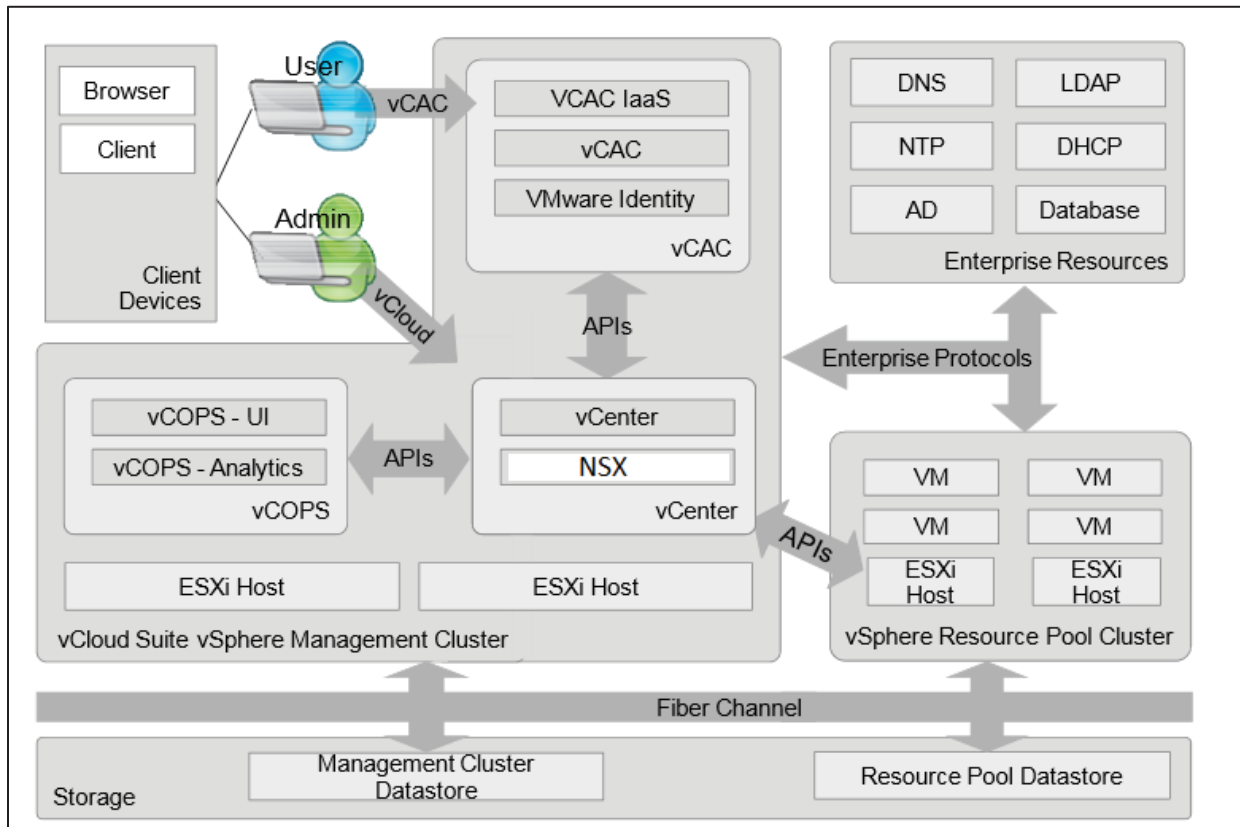 Browser
Client
Client
Devices
User
vCAC
Admin
vCloud
VCAC IaaS
vCAC
VMware Identity
vCAC
APIs
DNS
LDAP
NTP
DHCP
AD
Database
Enterprise Resources
Enterprise Protocols
vCOPS - UI
vCOPS - Analytics
vCOPS
APIs
vCenter
NSX
vCenter
APIs
ESXi Host
ESXi Host
vCloud Suite vSphere Management Cluster
VM
VM
VM
VM
ESXi
Host
ESXi
Host
vSphere Resource Pool Cluster
Fiber Channel
Management Cluster
Datastore
Resource Pool Datastore
Storage